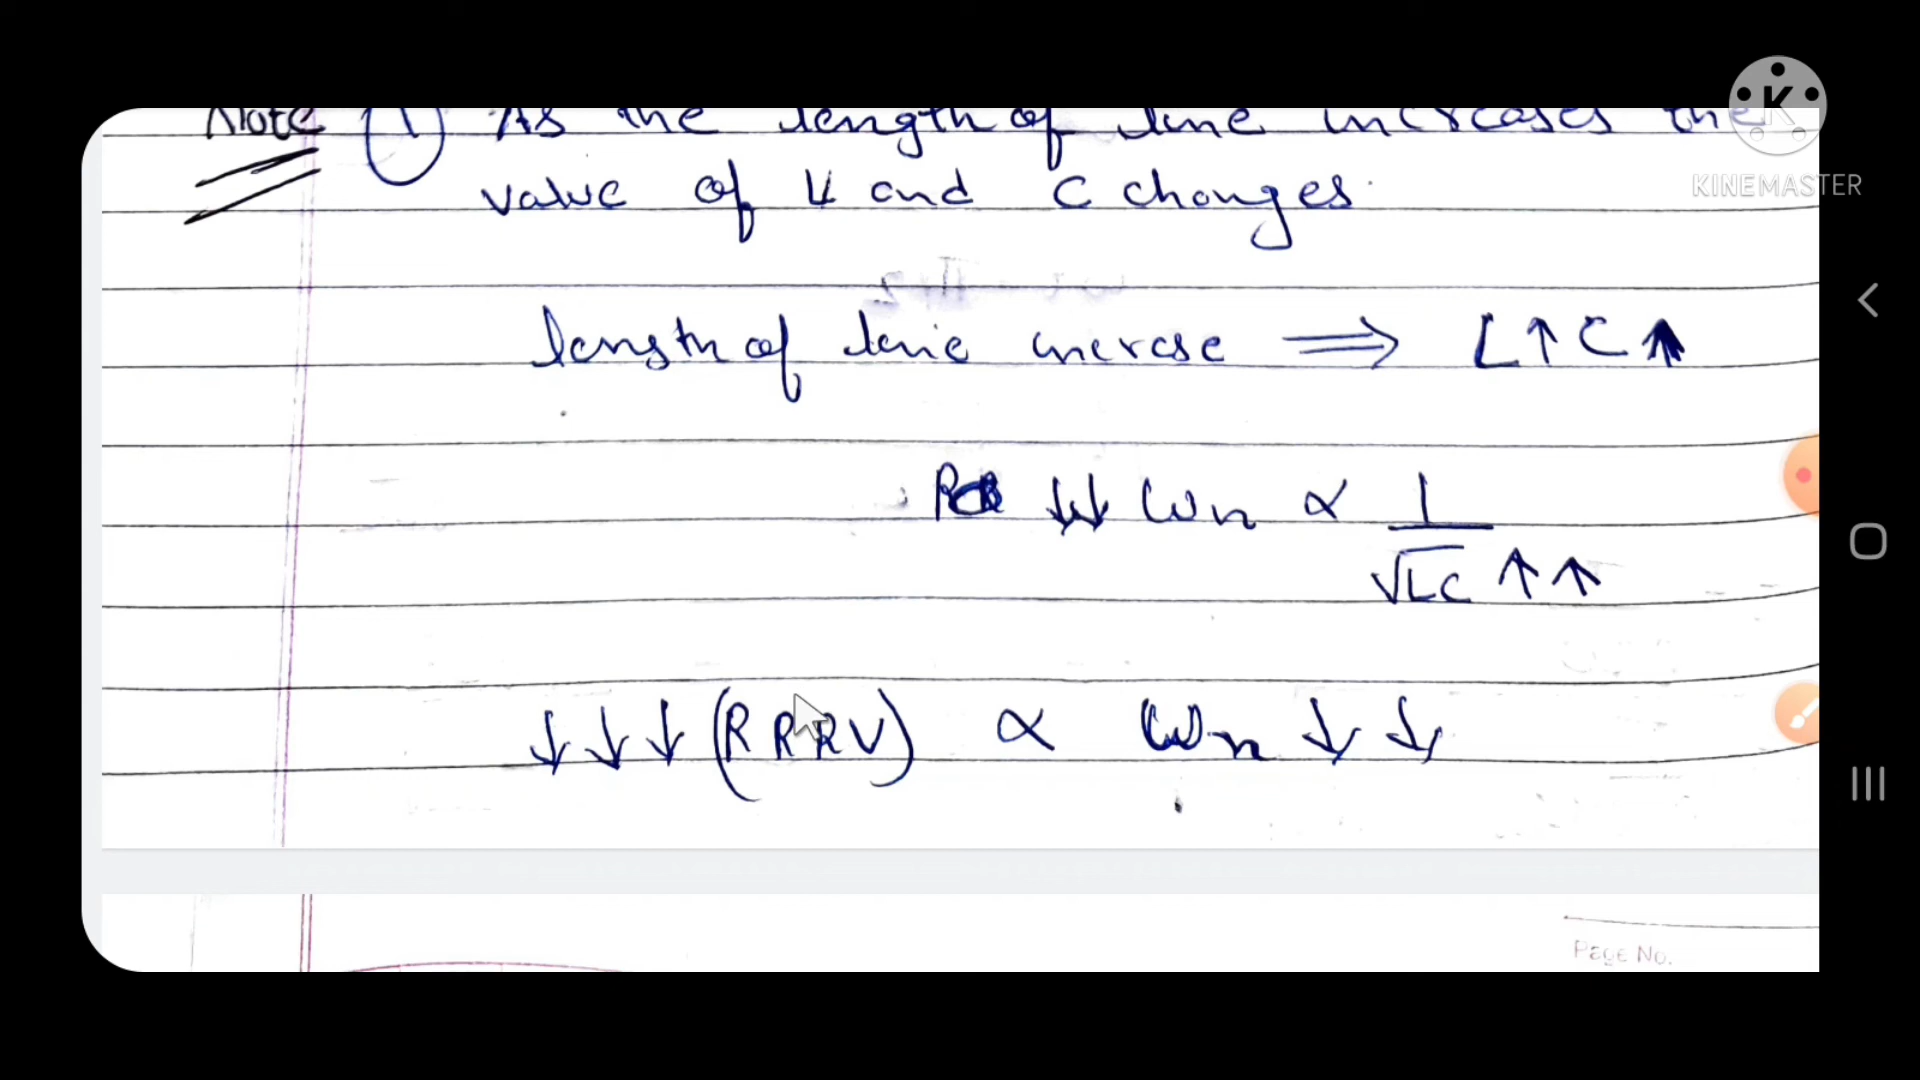 Note ① As the length of line increases the
value of L and C changes.
length of line increse ⟹ L↑ C↑
↓↓ ωn ∝ 1/√LC ↑↑
↓↓↓ (RRRV) ∝ ωn ↓↓
KINEMASTER
Page No.